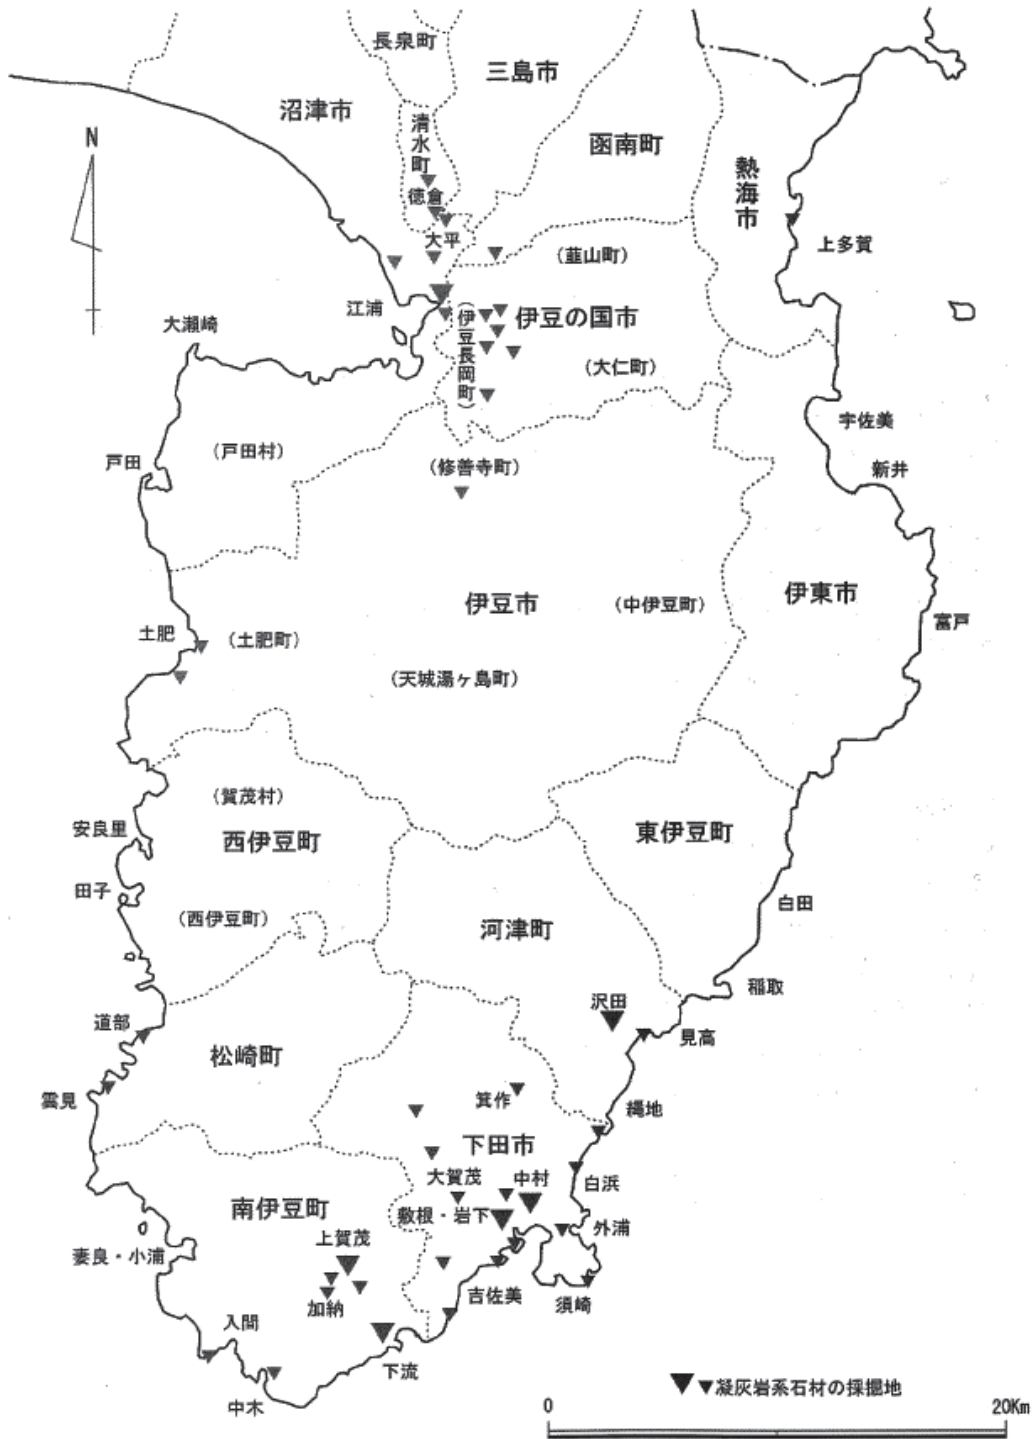 長泉町
三島市
沼津市
清水町
函南町
N
熱海市
徳倉
上多賀
大平
(韮山町)
江浦
伊豆の国市
大瀬崎
(伊豆長岡町)
(大仁町)
宇佐美
(戸田村)
戸田
(修善寺町)
新井
伊東市
伊豆市
(中伊豆町)
富戸
土肥
(土肥町)
(天城湯ヶ島町)
(賀茂村)
安良里
西伊豆町
東伊豆町
田子
白田
(西伊豆町)
河津町
稲取
沢田
道部
見高
松崎町
雲見
箕作
縄地
下田市
大賀茂
中村
白浜
南伊豆町
敷根・岩下
外浦
上賀茂
妻良・小浦
吉佐美
須崎
加納
入間
下流
中木
凝灰岩系石材の採掘地
0
20Km